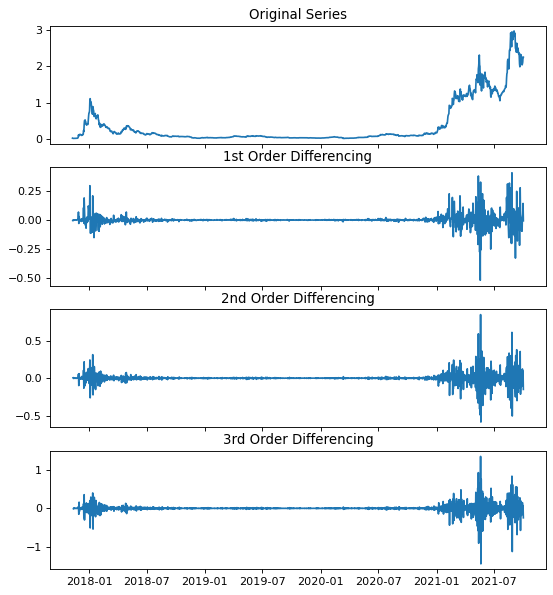 Original Series
3
2
1
0
1st Order Differencing
0.25
0.00
−0.25
−0.50
2nd Order Differencing
0.5
0.0
−0.5
3rd Order Differencing
1
0
−1
2018-01 2018-07 2019-01 2019-07 2020-01 2020-07 2021-01 2021-07